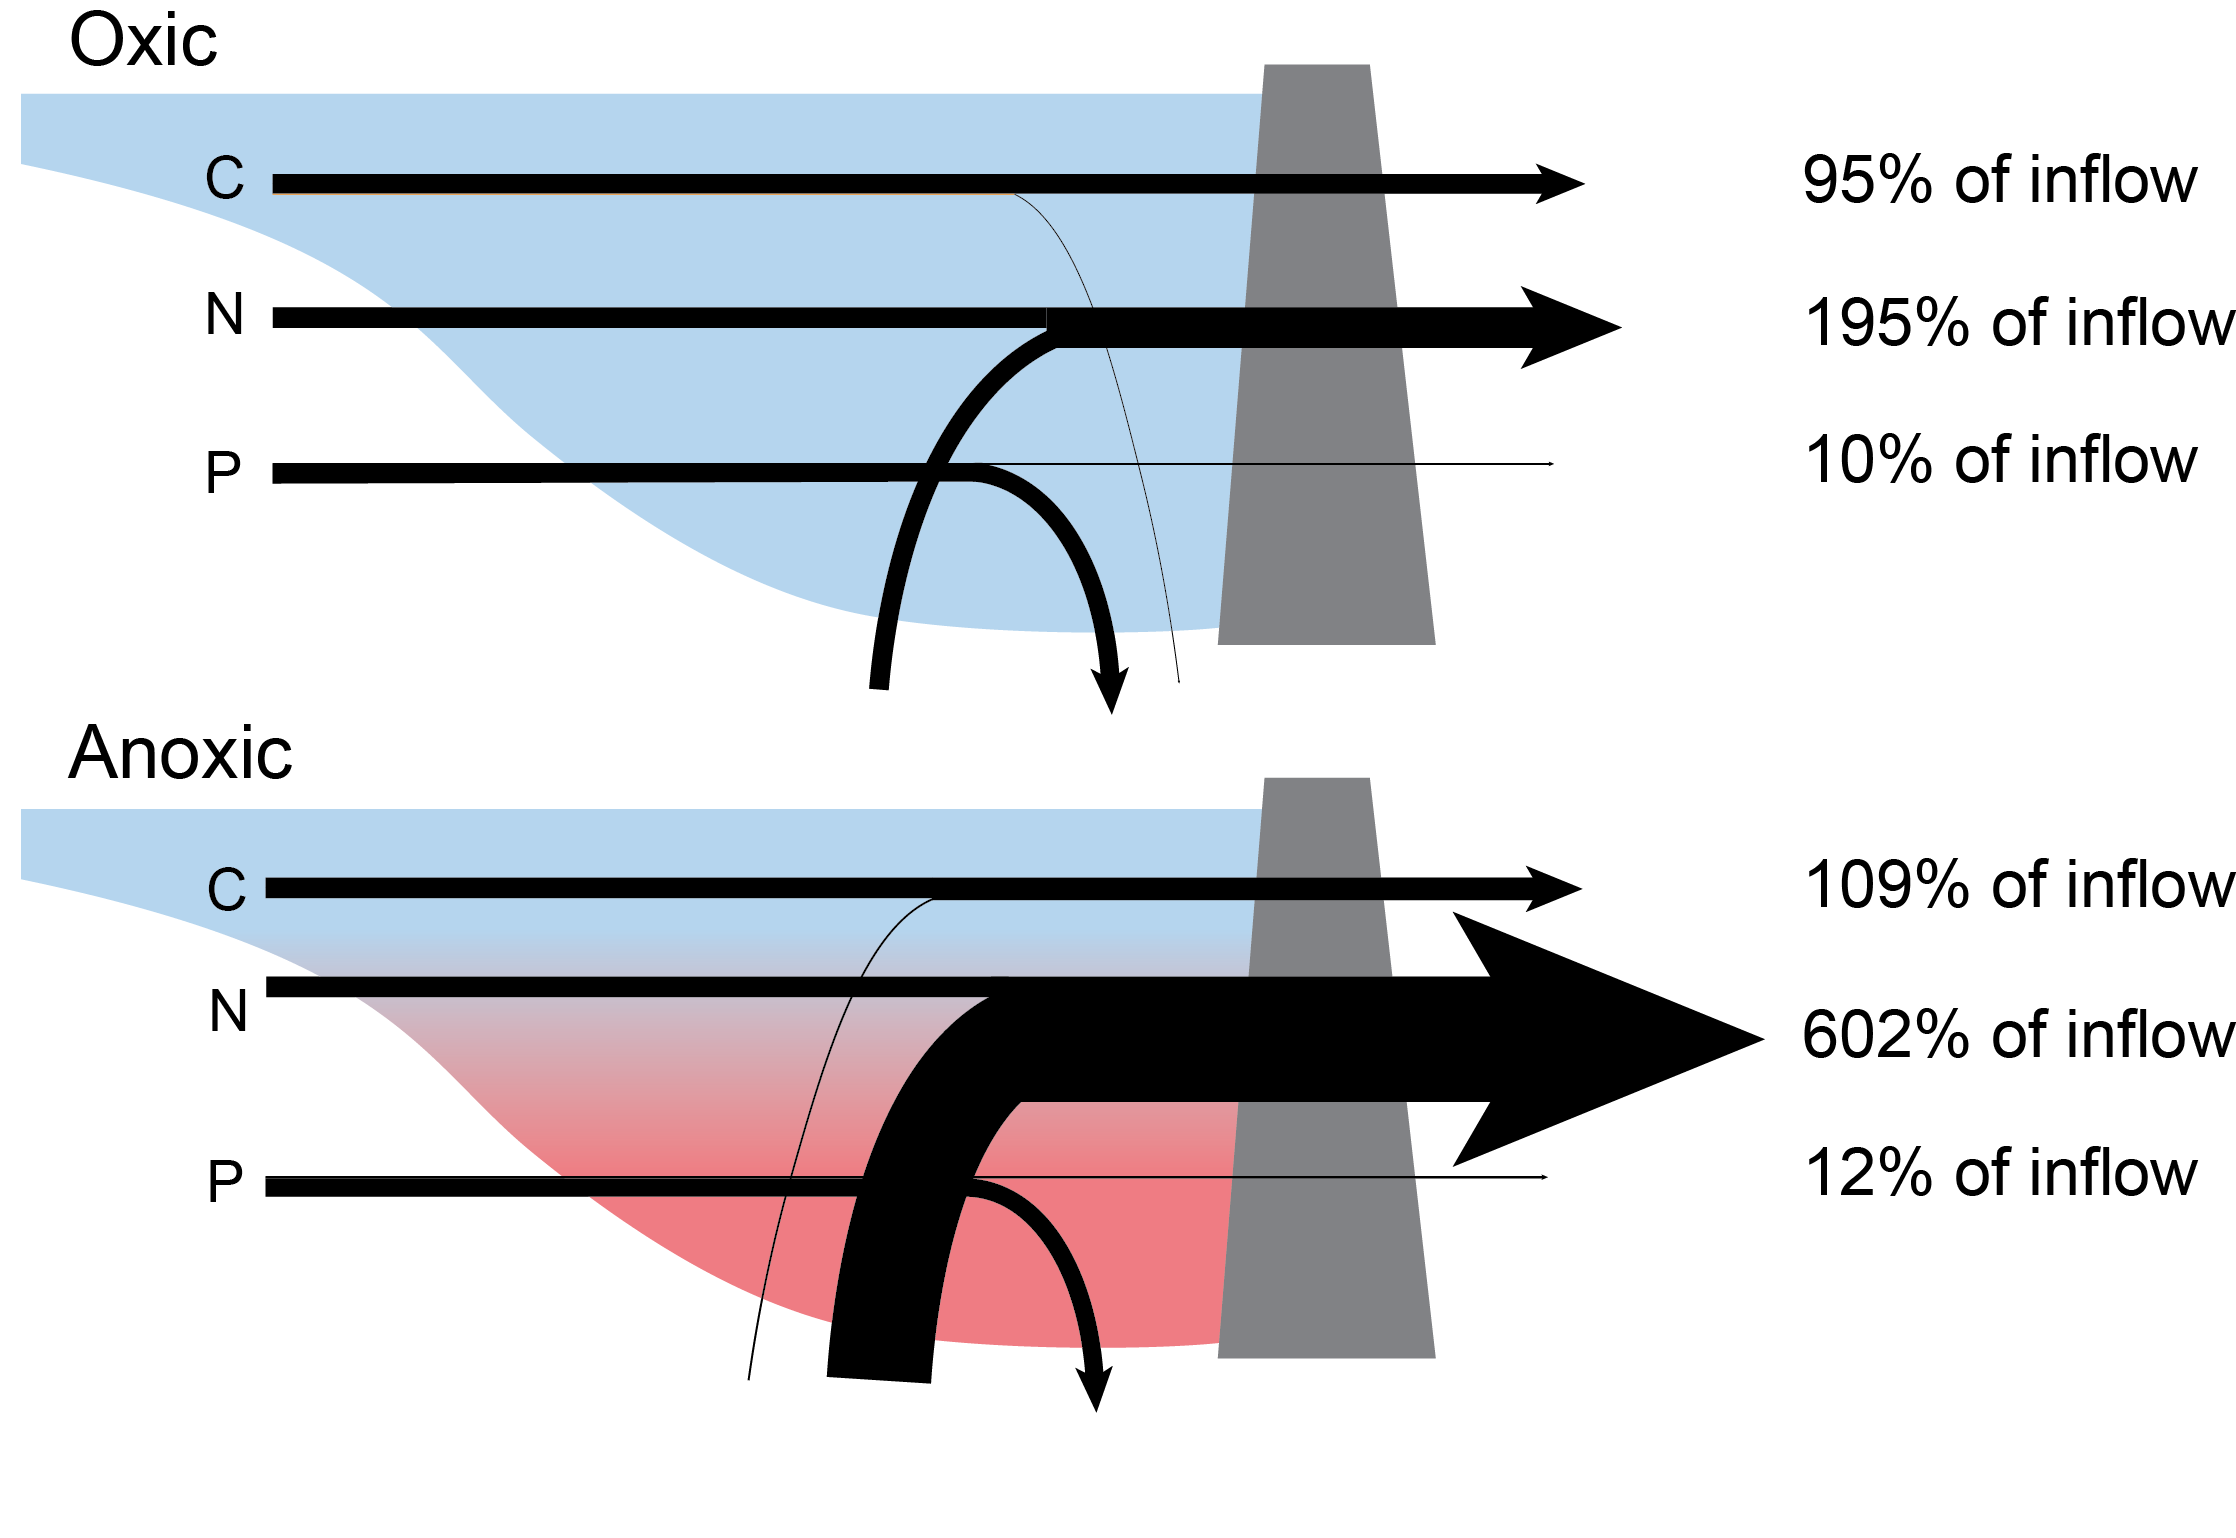 Oxic
C
95% of inflow
N
195% of inflow
P
10% of inflow
Anoxic
C
109% of inflow
N
602% of inflow
P
12% of inflow